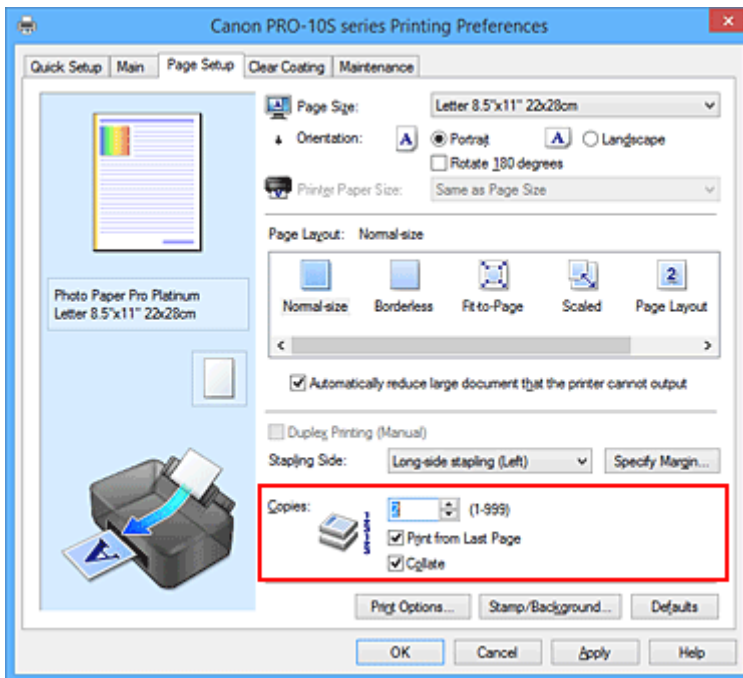 Canon PRO-10S series Printing Preferences
Quick Setup Main Page Setup Clear Coating Maintenance
Page Size: Letter 8.5"x11" 22x28cm
Orientation: A Portrait A Landscape
Rotate 180 degrees
Printer Paper Size: Same as Page Size
Page Layout: Normal-size
2
Normal-size Borderless Fit-to-Page Scaled Page Layout
Photo Paper Pro Platinum
Letter 8.5"x11" 22x28cm
Automatically reduce large document that the printer cannot output
Duplex Printing (Manual)
Stapling Side: Long-side stapling (Left) Specify Margin...
Copies: 2 (1-999)
Print from Last Page
Collate
A
Print Options... Stamp/Background... Defaults
OK Cancel Apply Help